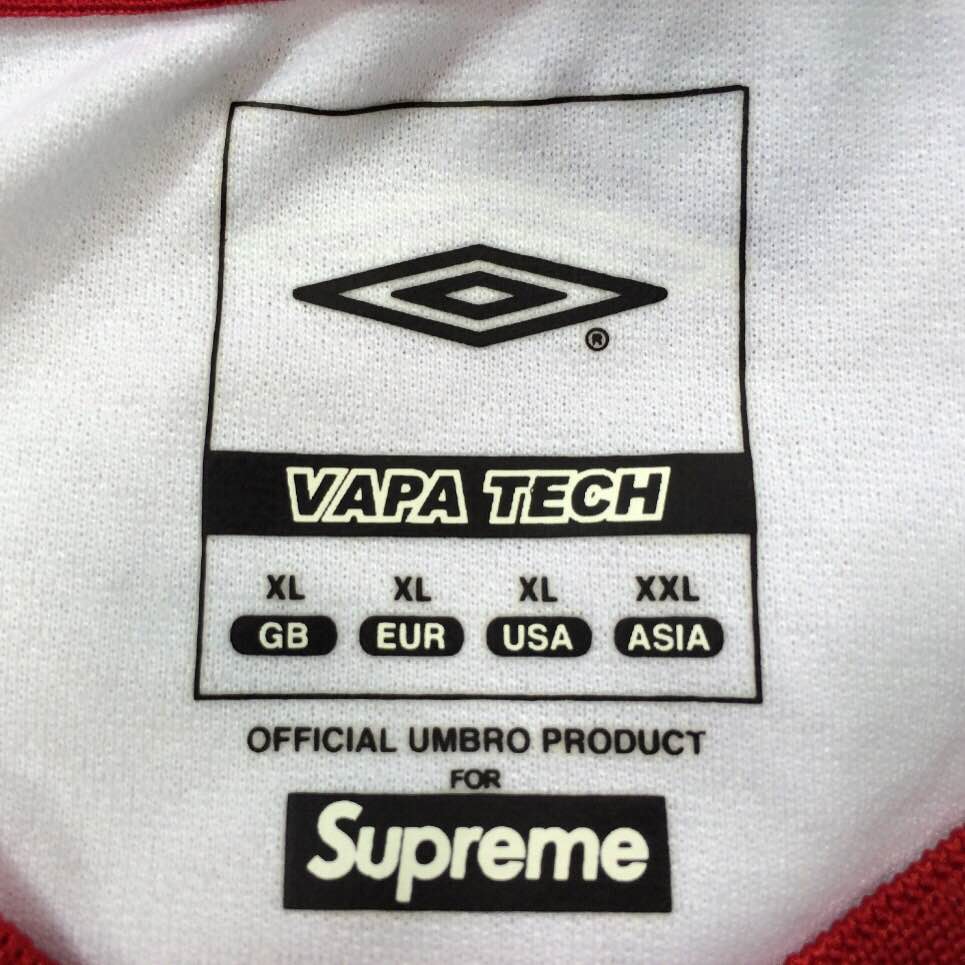 ®
VAPA TECH
XL XL XL XXL
GB EUR USA ASIA
OFFICIAL UMBRO PRODUCT
FOR
Supreme